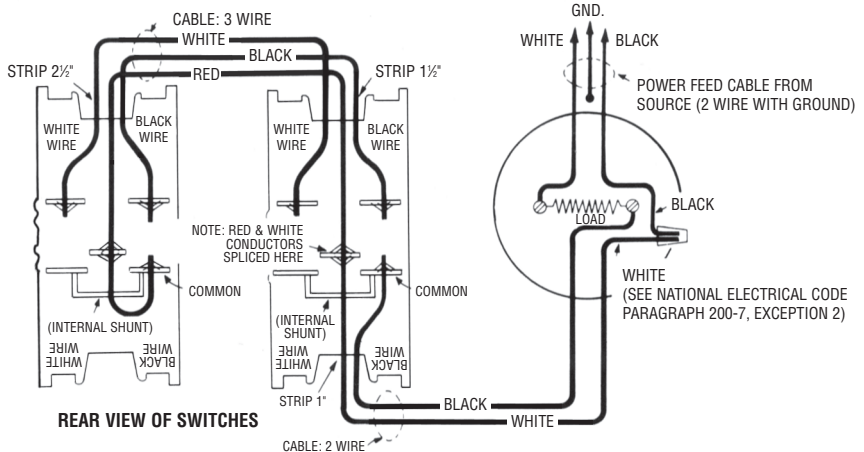 CABLE: 3 WIRE
WHITE
BLACK
RED
STRIP 2½"
STRIP 1½"
WHITE
WIRE
BLACK
WIRE
WHITE
WIRE
BLACK
WIRE
NOTE: RED & WHITE
CONDUCTORS
SPLICED HERE
COMMON
COMMON
(INTERNAL SHUNT)
(INTERNAL
SHUNT)
WHITE
WIRE
BLACK
WIRE
WHITE
WIRE
BLACK
WIRE
STRIP 1"
REAR VIEW OF SWITCHES
CABLE: 2 WIRE
BLACK
WHITE
GND.
WHITE
BLACK
POWER FEED CABLE FROM
SOURCE (2 WIRE WITH GROUND)
LOAD
BLACK
WHITE
(SEE NATIONAL ELECTRICAL CODE
PARAGRAPH 200-7, EXCEPTION 2)